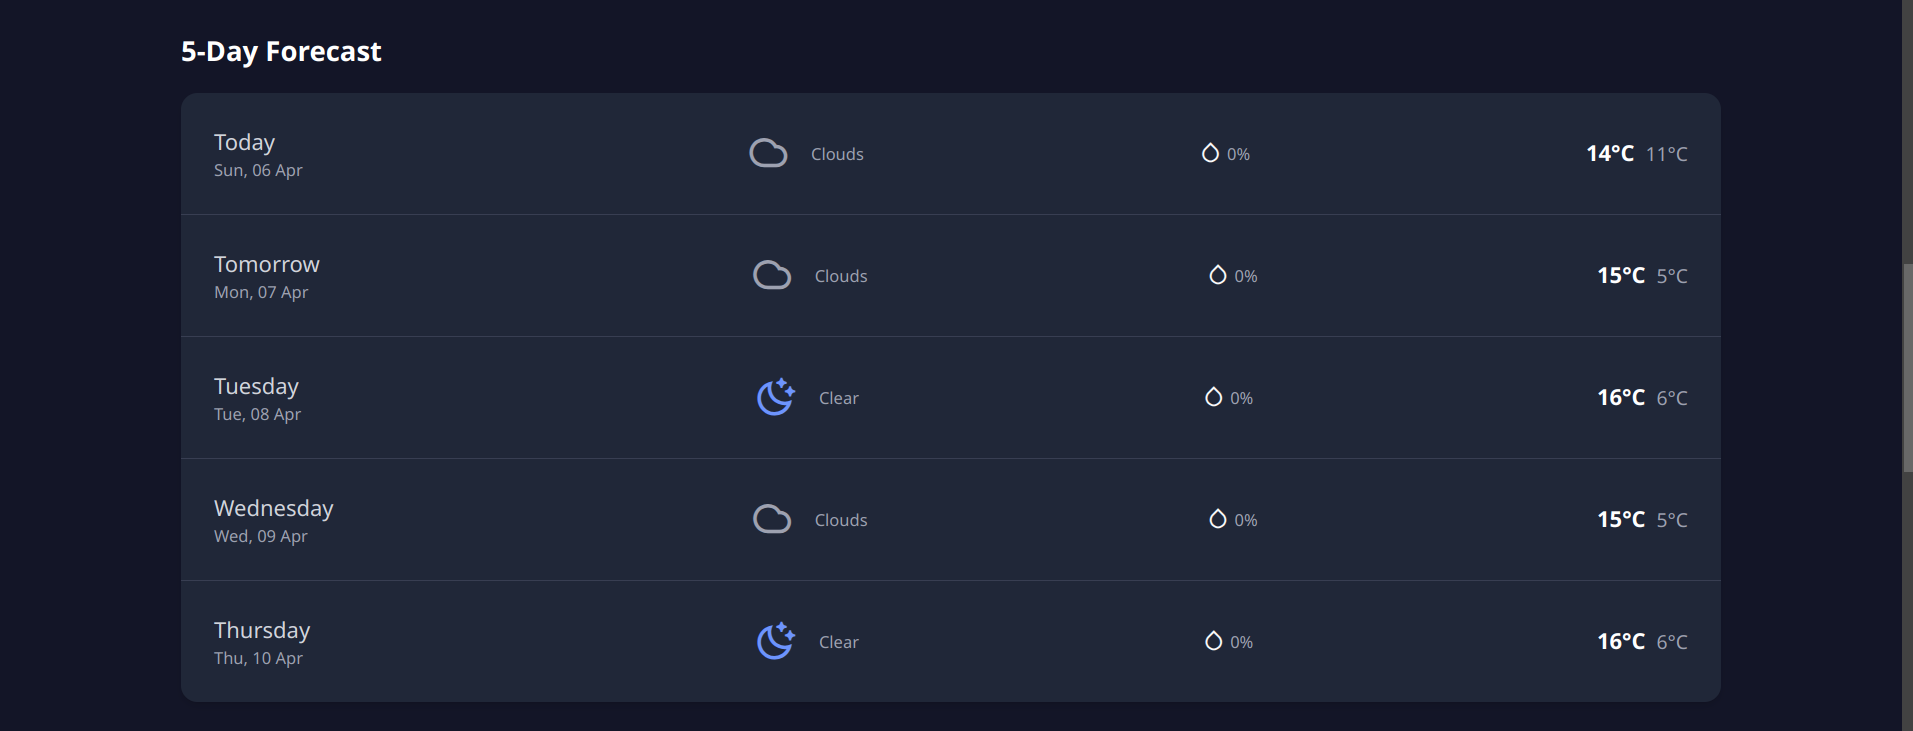 5-Day Forecast
Today
Sun, 06 Apr
Clouds
0%
14°C 11°C
Tomorrow
Mon, 07 Apr
Clouds
0%
15°C 5°C
Tuesday
Tue, 08 Apr
Clear
0%
16°C 6°C
Wednesday
Wed, 09 Apr
Clouds
0%
15°C 5°C
Thursday
Thu, 10 Apr
Clear
0%
16°C 6°C